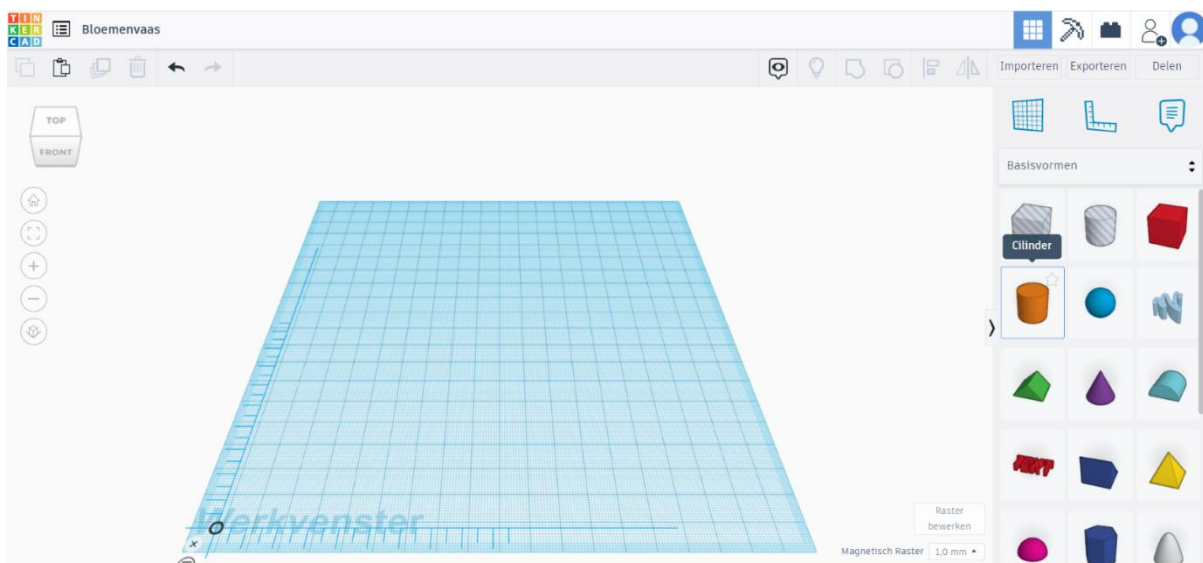 TIN
KER
CAD
Bloemenvaas
Importeren Exporteren Delen
TOP
FRONT
Basisvormen
Cilinder
TEXT
Werkvenster
Raster
bewerken
Magnetisch Raster 1,0 mm